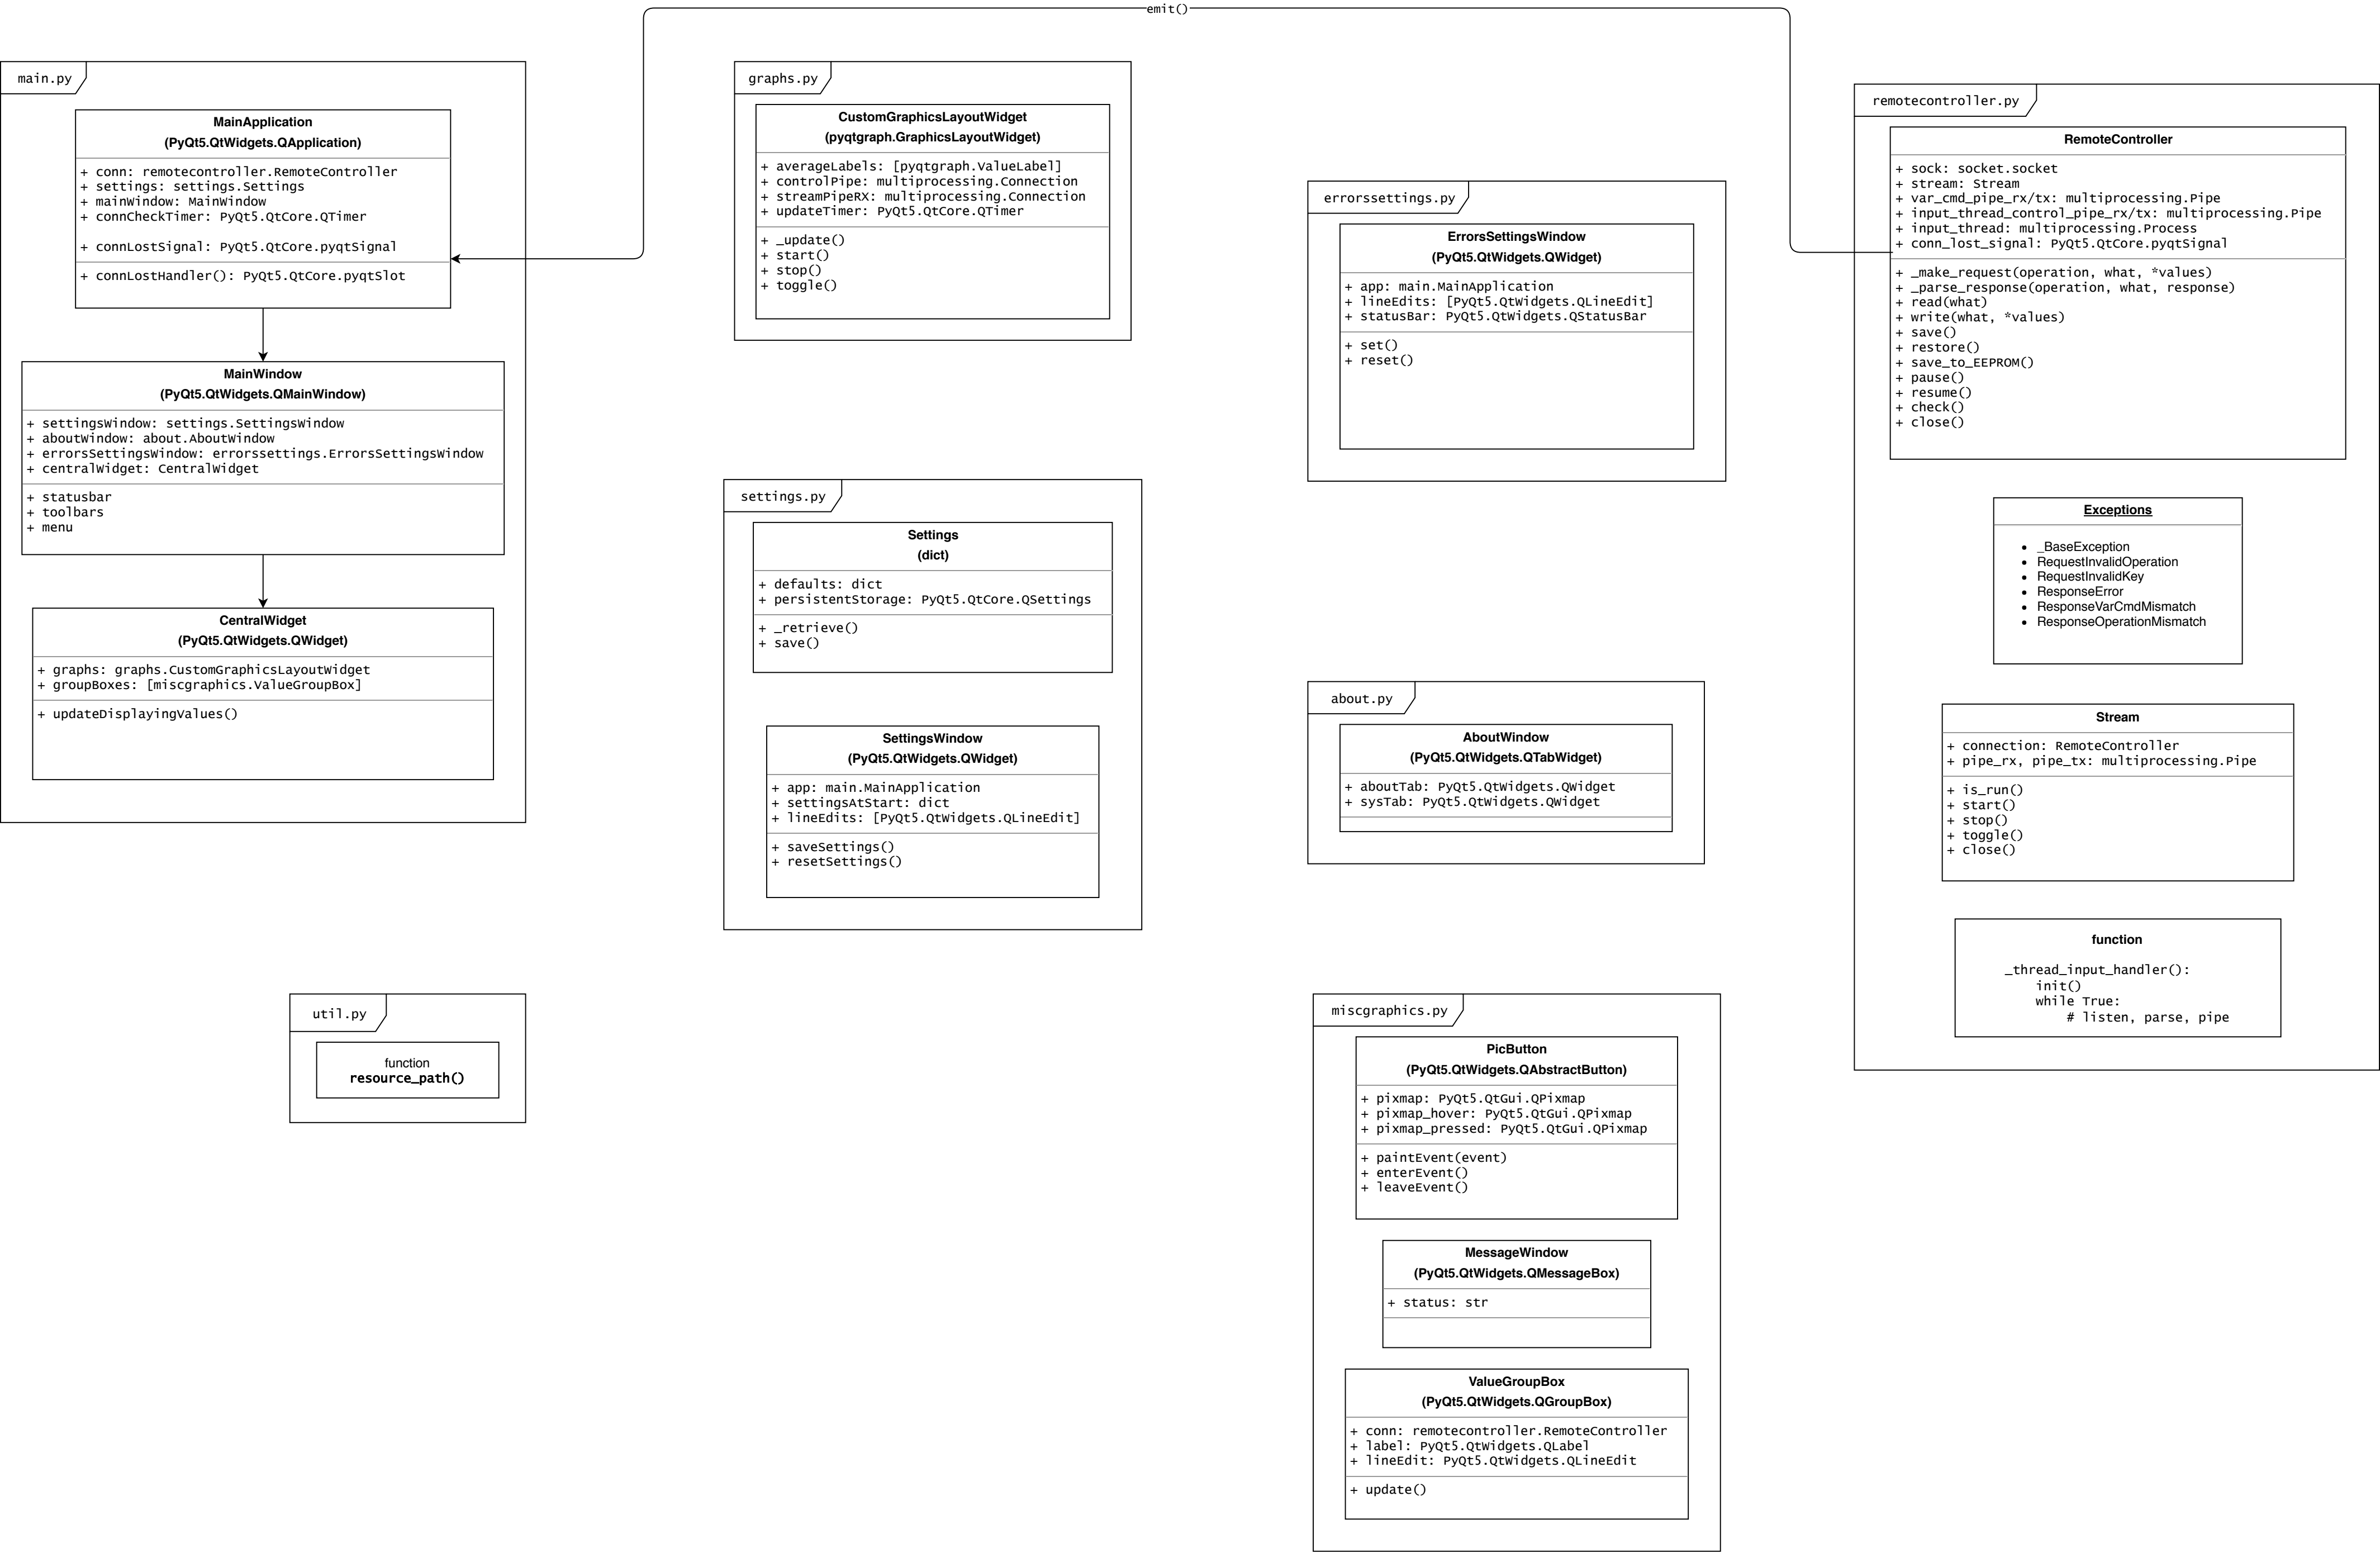 emit()
main.py
MainApplication
(PyQt5.QtWidgets.QApplication)
+ conn: remotecontroller.RemoteController
+ settings: settings.Settings
+ mainWindow: MainWindow
+ connCheckTimer: PyQt5.QtCore.QTimer
+ connLostSignal: PyQt5.QtCore.pyqtSignal
+ connLostHandler(): PyQt5.QtCore.pyqtSlot
MainWindow
(PyQt5.QtWidgets.QMainWindow)
+ settingsWindow: settings.SettingsWindow
+ aboutWindow: about.AboutWindow
+ errorsSettingsWindow: errorssettings.ErrorsSettingsWindow
+ centralWidget: CentralWidget
+ statusbar
+ toolbars
+ menu
CentralWidget
(PyQt5.QtWidgets.QWidget)
+ graphs: graphs.CustomGraphicsLayoutWidget
+ groupBoxes: [miscgraphics.ValueGroupBox]
+ updateDisplayingValues()
util.py
function
resource_path()
graphs.py
CustomGraphicsLayoutWidget
(pyqtgraph.GraphicsLayoutWidget)
+ averageLabels: [pyqtgraph.ValueLabel]
+ controlPipe: multiprocessing.Connection
+ streamPipeRX: multiprocessing.Connection
+ updateTimer: PyQt5.QtCore.QTimer
+ _update()
+ start()
+ stop()
+ toggle()
settings.py
Settings
(dict)
+ defaults: dict
+ persistentStorage: PyQt5.QtCore.QSettings
+ _retrieve()
+ save()
SettingsWindow
(PyQt5.QtWidgets.QWidget)
+ app: main.MainApplication
+ settingsAtStart: dict
+ lineEdits: [PyQt5.QtWidgets.QLineEdit]
+ saveSettings()
+ resetSettings()
errorssettings.py
ErrorsSettingsWindow
(PyQt5.QtWidgets.QWidget)
+ app: main.MainApplication
+ lineEdits: [PyQt5.QtWidgets.QLineEdit]
+ statusBar: PyQt5.QtWidgets.QStatusBar
+ set()
+ reset()
about.py
AboutWindow
(PyQt5.QtWidgets.QTabWidget)
+ aboutTab: PyQt5.QtWidgets.QWidget
+ sysTab: PyQt5.QtWidgets.QWidget
miscgraphics.py
PicButton
(PyQt5.QtWidgets.QAbstractButton)
+ pixmap: PyQt5.QtGui.QPixmap
+ pixmap_hover: PyQt5.QtGui.QPixmap
+ pixmap_pressed: PyQt5.QtGui.QPixmap
+ paintEvent(event)
+ enterEvent()
+ leaveEvent()
MessageWindow
(PyQt5.QtWidgets.QMessageBox)
+ status: str
ValueGroupBox
(PyQt5.QtWidgets.QGroupBox)
+ conn: remotecontroller.RemoteController
+ label: PyQt5.QtWidgets.QLabel
+ lineEdit: PyQt5.QtWidgets.QLineEdit
+ update()
remotecontroller.py
RemoteController
+ sock: socket.socket
+ stream: Stream
+ var_cmd_pipe_rx/tx: multiprocessing.Pipe
+ input_thread_control_pipe_rx/tx: multiprocessing.Pipe
+ input_thread: multiprocessing.Process
+ conn_lost_signal: PyQt5.QtCore.pyqtSignal
+ _make_request(operation, what, *values)
+ _parse_response(operation, what, response)
+ read(what)
+ write(what, *values)
+ save()
+ restore()
+ save_to_EEPROM()
+ pause()
+ resume()
+ check()
+ close()
Exceptions
• _BaseException
• RequestInvalidOperation
• RequestInvalidKey
• ResponseError
• ResponseVarCmdMismatch
• ResponseOperationMismatch
Stream
+ connection: RemoteController
+ pipe_rx, pipe_tx: multiprocessing.Pipe
+ is_run()
+ start()
+ stop()
+ toggle()
+ close()
function
_thread_input_handler():
init()
while True:
# listen, parse, pipe